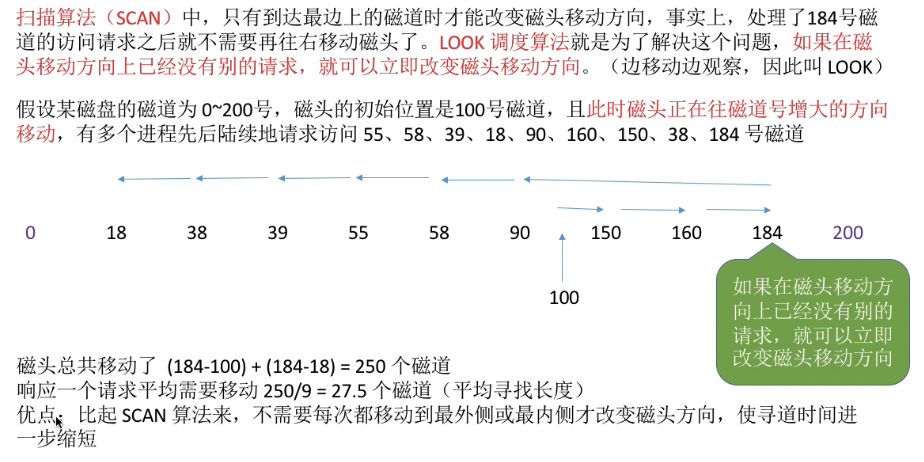 扫描算法（SCAN）中，只有到达最边上的磁道时才能改变磁头移动方向，事实上，处理了184号磁
道的访问请求之后就不需要再往右移动磁头了。LOOK 调度算法就是为了解决这个问题，如果在磁
头移动方向上已经没有别的请求，就可以立即改变磁头移动方向。（边移动边观察，因此叫 LOOK）
假设某磁盘的磁道为 0~200号，磁头的初始位置是100号磁道，且此时磁头正在往磁道号增大的方向
移动，有多个进程先后陆续地请求访问 55、58、39、18、90、160、150、38、184 号磁道
0 18 38 39 55 58 90 150 160 184 200
100
如果在磁头移动方
向上已经没有别的
请求，就可以立即
改变磁头移动方向
磁头总共移动了 (184-100) + (184-18) = 250 个磁道
响应一个请求平均需要移动 250/9 = 27.5 个磁道（平均寻找长度）
优点：比起 SCAN 算法来，不需要每次都移动到最外侧或最内侧才改变磁头方向，使寻道时间进
一步缩短